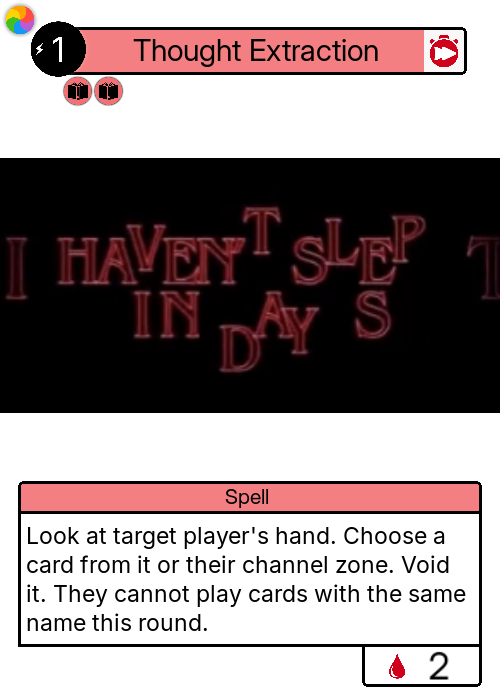 1 Thought Extraction
I HAVEN'T SLEPT
IN DAYS
Spell
Look at target player's hand. Choose a
card from it or their channel zone. Void
it. They cannot play cards with the same
name this round.
2